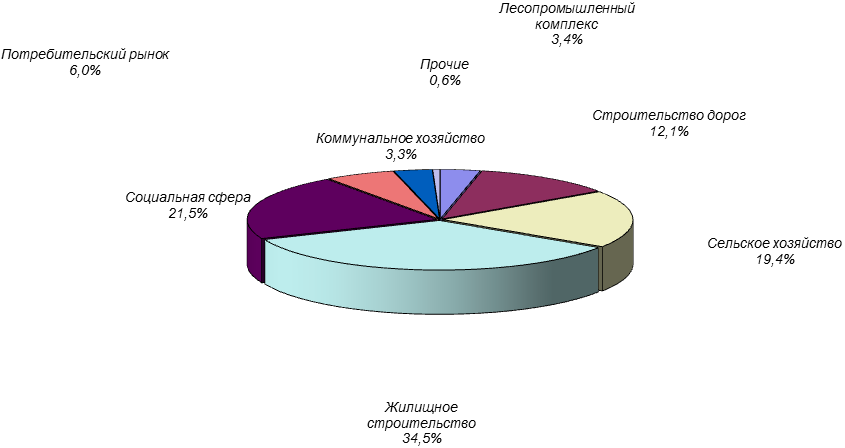 Лесопромышленный
комплекс
3,4%
Потребительский рынок
6,0%
Прочие
0,6%
Строительство дорог
12,1%
Коммунальное хозяйство
3,3%
Социальная сфера
21,5%
Сельское хозяйство
19,4%
Жилищное
строительство
34,5%